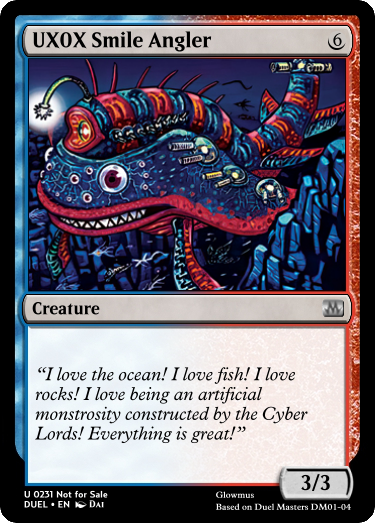 UX0X Smile Angler 6
Creature
“I love the ocean! I love fish! I love
rocks! I love being an artificial
monstrosity constructed by the Cyber
Lords! Everything is great!”
3/3
U 0231 Not for Sale
DUEL • EN Dai
Glowmus
Based on Duel Masters DM01-04